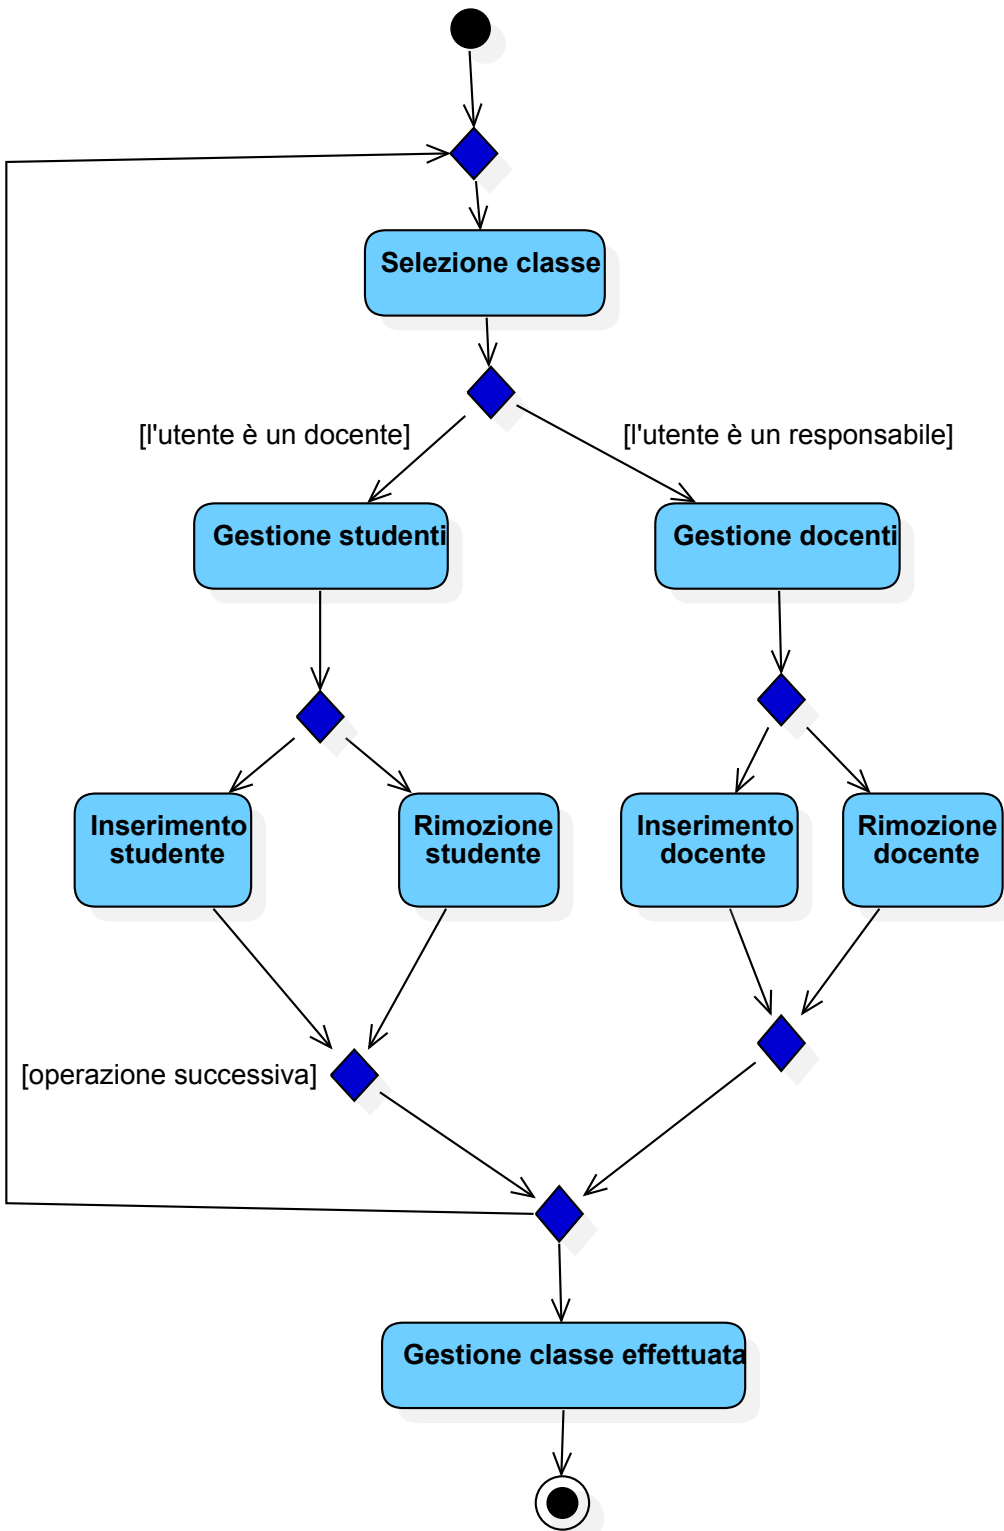 Selezione classe
[l'utente è un docente]
[l'utente è un responsabile]
Gestione studenti
Gestione docenti
Inserimento
studente
Rimozione
studente
Inserimento
docente
Rimozione
docente
[operazione successiva]
Gestione classe effettuata